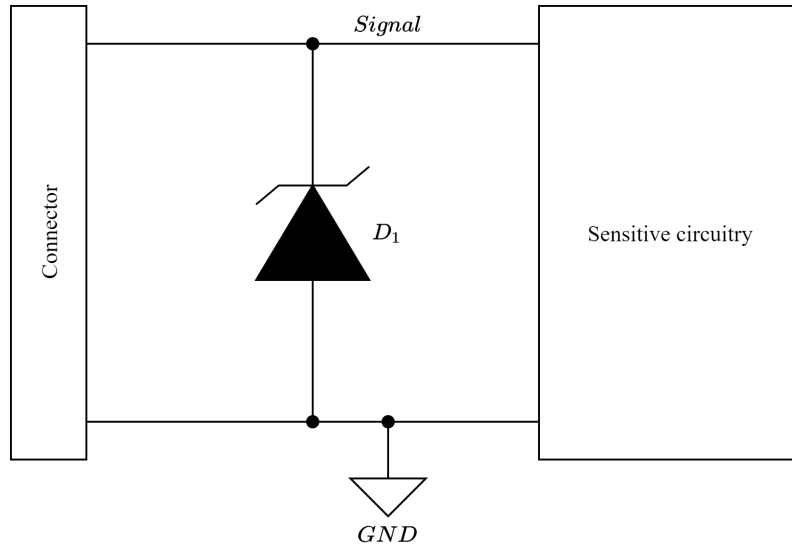 Signal
Connector
D₁
Sensitive circuitry
GND